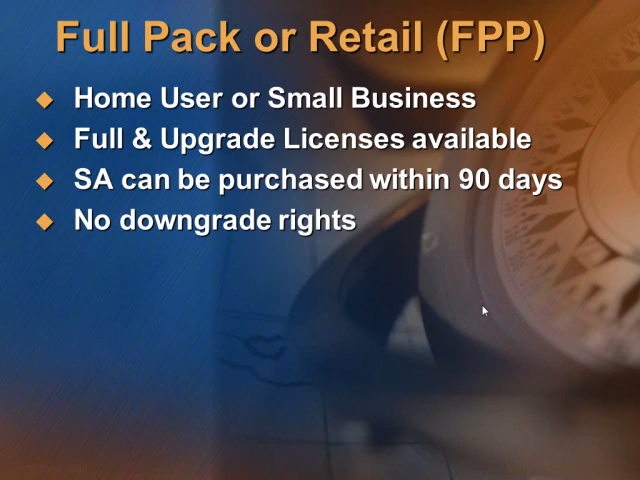 Full Pack or Retail (FPP)
Home User or Small Business
Full & Upgrade Licenses available
SA can be purchased within 90 days
No downgrade rights